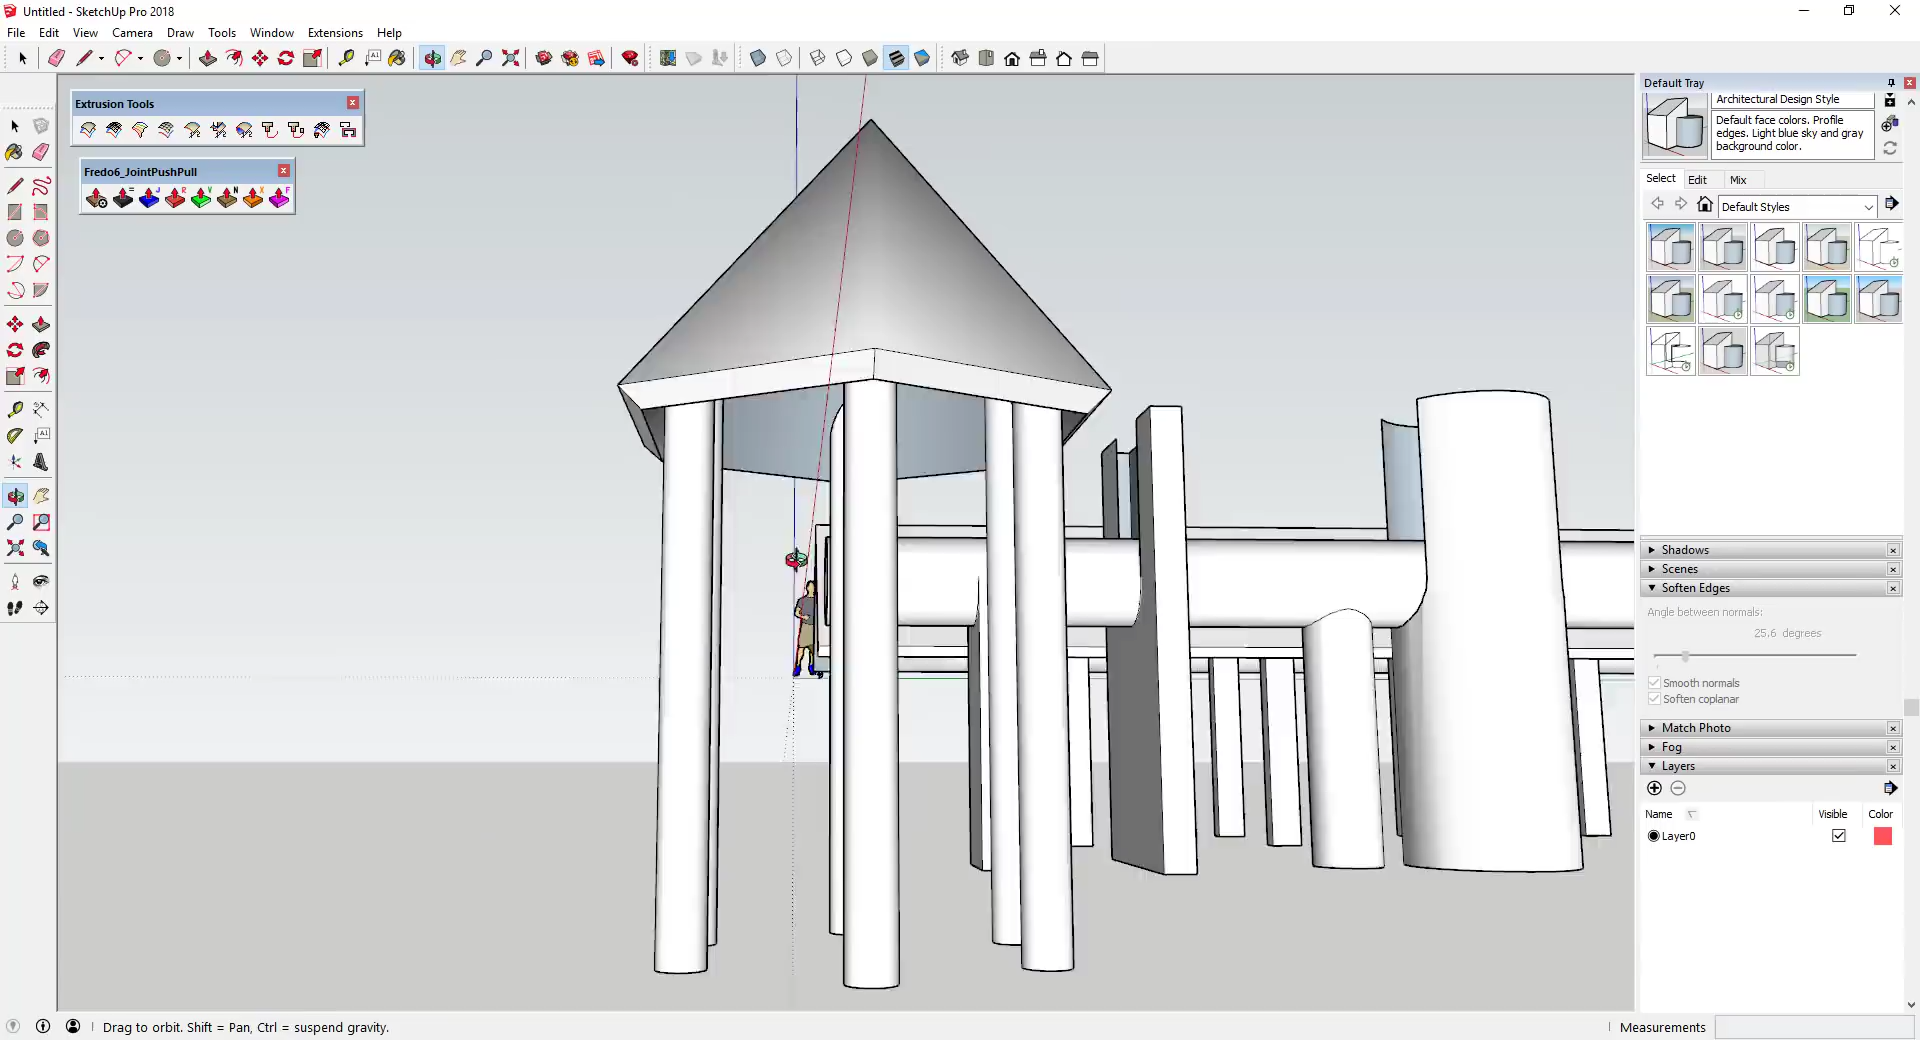 Untitled - SketchUp Pro 2018
File Edit View Camera Draw Tools Window Extensions Help
Extrusion Tools
Fredo6_JointPushPull
Default Tray
Architectural Design Style
Default face colors. Profile
edges. Light blue sky and gray
background color.
Select Edit Mix
Default Styles
Shadows
Scenes
Soften Edges
Angle between normals:
25.6 degrees
Smooth normals
Soften coplanar
Match Photo
Fog
Layers
Name Visible Color
Layer0
Drag to orbit. Shift = Pan, Ctrl = suspend gravity.
Measurements